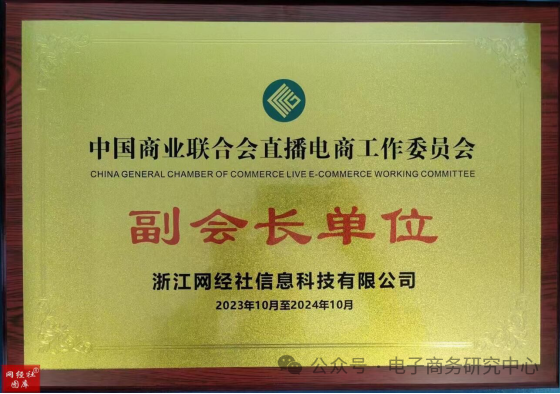 中国商业联合会直播电商工作委员会
CHINA GENERAL CHAMBER OF COMMERCE LIVE E-COMMERCE WORKING COMMITTEE
副会长单位
浙江网经社信息科技有限公司
2023年10月至2024年10月
公众号·电子商务研究中心
网经社®
图库